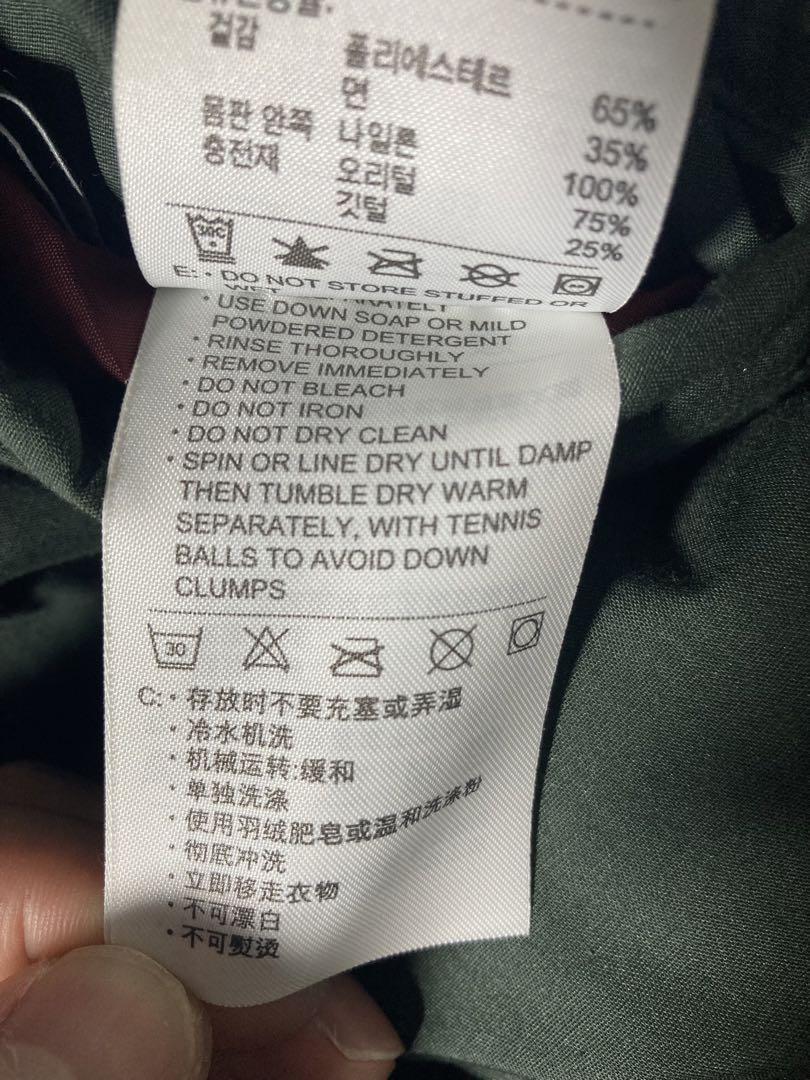 걸감 폴리에스테르 65%
면 35%
몸판 안쪽 나일론 100%
충전재 오리털 75%
깃털 25%
30C
E: • DO NOT STORE STUFFED OR
WET
• USE DOWN SOAP OR MILD
POWDERED DETERGENT
• RINSE THOROUGHLY
• REMOVE IMMEDIATELY
• DO NOT BLEACH
• DO NOT IRON
• DO NOT DRY CLEAN
• SPIN OR LINE DRY UNTIL DAMP
THEN TUMBLE DRY WARM
SEPARATELY, WITH TENNIS
BALLS TO AVOID DOWN
CLUMPS
30
C: • 存放时不要充塞或弄湿
• 冷水机洗
• 机械运转:缓和
• 单独洗涤
• 使用羽绒肥皂或温和洗涤粉
• 彻底冲洗
• 立即移走衣物
• 不可漂白
• 不可熨烫